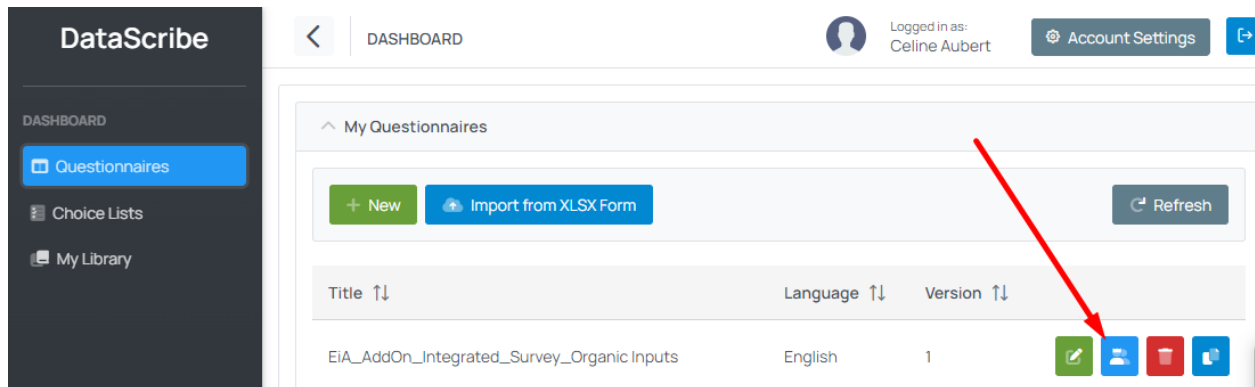 DataScribe
DASHBOARD
Logged in as:
Celine Aubert
Account Settings
DASHBOARD
Questionnaires
Choice Lists
My Library
My Questionnaires
+ New
Import from XLSX Form
Refresh
Title
Language
Version
EiA_AddOn_Integrated_Survey_Organic Inputs
English
1